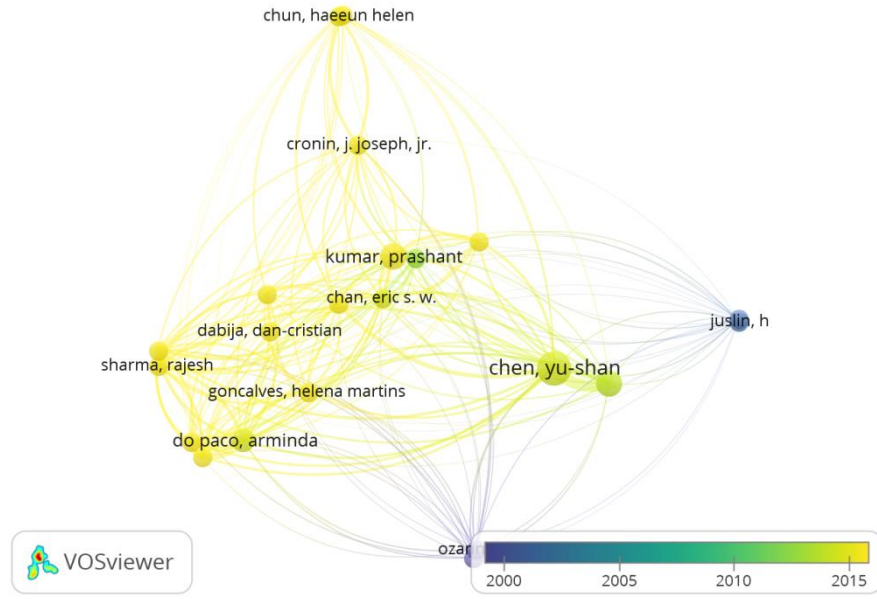 chun, haeeun helen
cronin, j. joseph, jr.
kumar, prashant
chan, eric s. w.
juslin, h
dabija, dan-cristian
sharma, rajesh
chen, yu-shan
goncalves, helena martins
do paco, arminda
VOSviewer
2000
2005
2010
2015